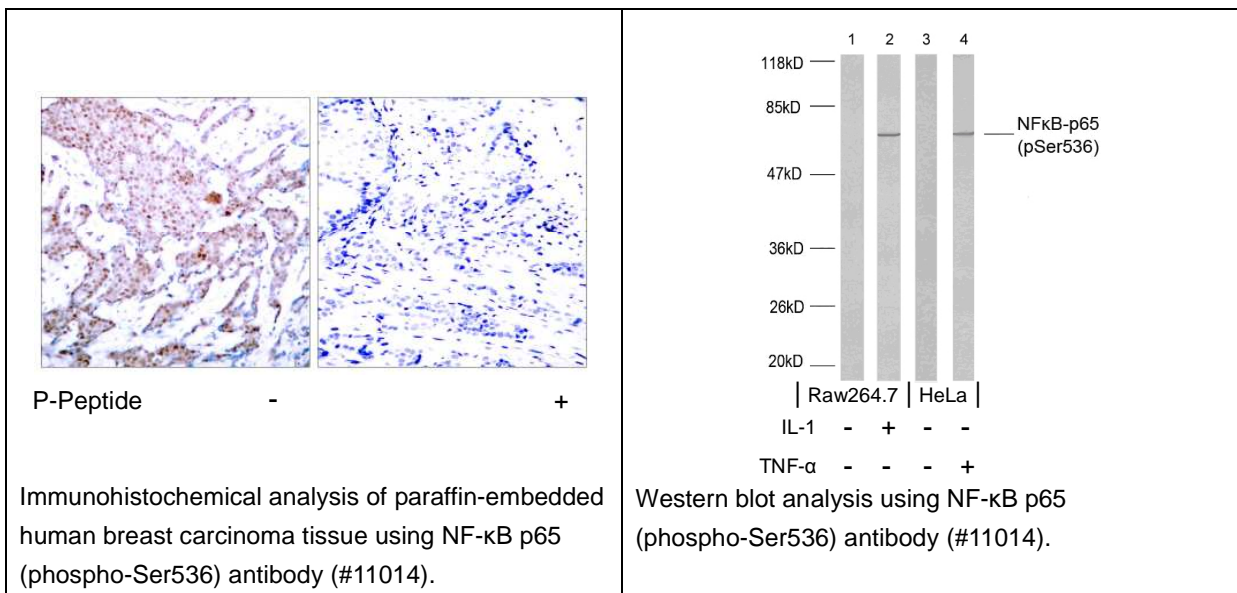 P-Peptide - +
Immunohistochemical analysis of paraffin-embedded
human breast carcinoma tissue using NF-κB p65
(phospho-Ser536) antibody (#11014).
1 2 3 4
118kD
85kD
NFκB-p65
(pSer536)
47kD
36kD
26kD
20kD
| Raw264.7 | HeLa |
IL-1 - + - -
TNF-α - - - +
Western blot analysis using NF-κB p65
(phospho-Ser536) antibody (#11014).